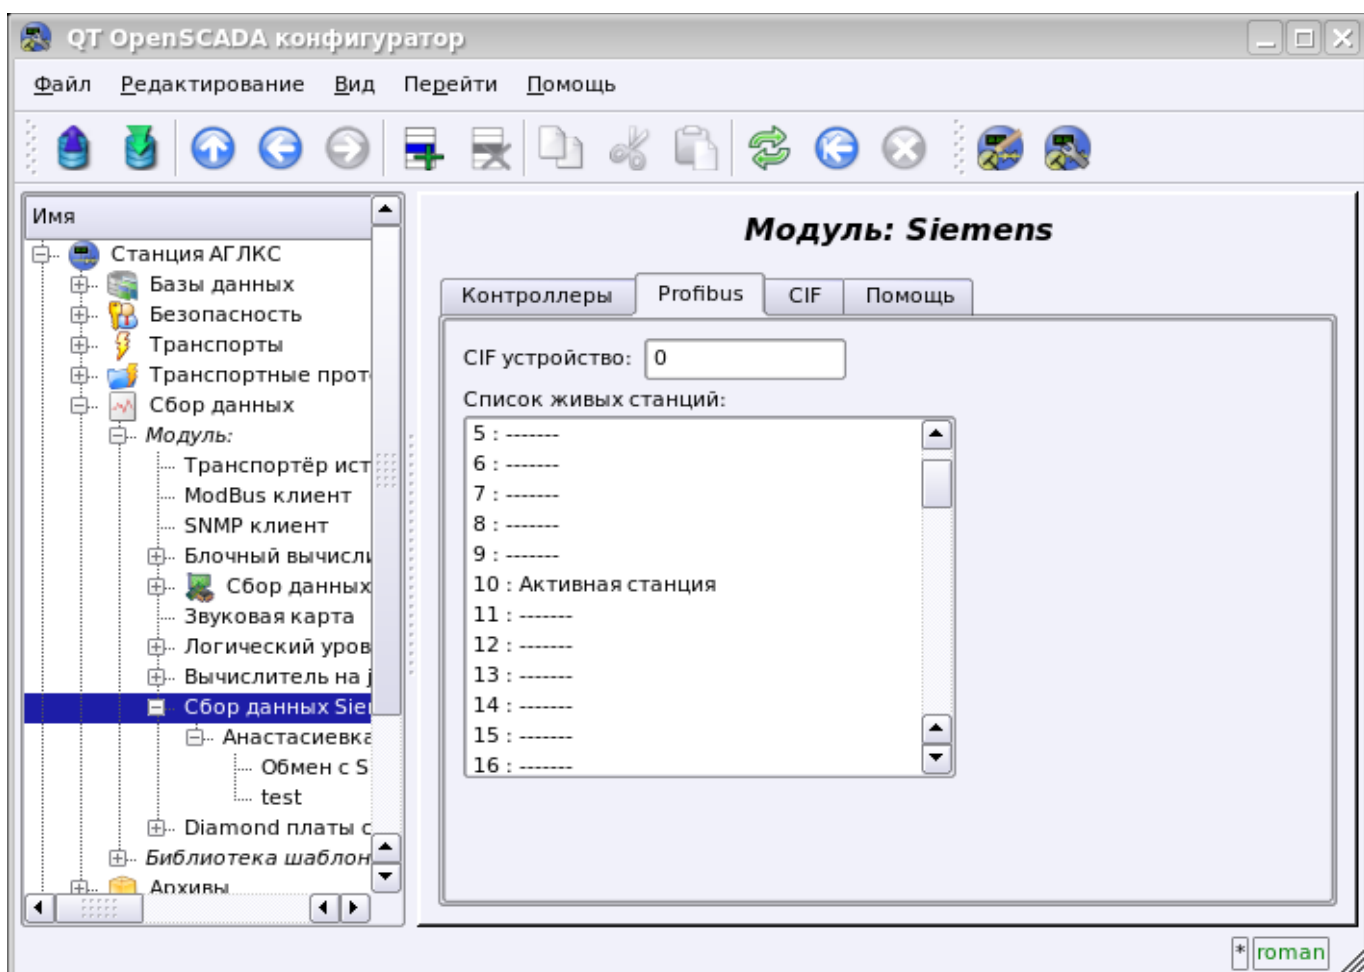 QT OpenSCADA конфигуратор
Файл Редактирование Вид Перейти Помощь
Имя
Станция АГЛКС
Базы данных
Безопасность
Транспорты
Транспортные прот
Сбор данных
Модуль:
Транспортёр ист
ModBus клиент
SNMP клиент
Блочный вычисли
Сбор данных
Звуковая карта
Логический уров
Вычислитель на j
Сбор данных Sie
Анастасиевка
Обмен с S
test
Diamond платы с
Библиотека шаблон
Архивы
Модуль: Siemens
Контроллеры Profibus CIF Помощь
CIF устройство: 0
Список живых станций:
5 : -------
6 : -------
7 : -------
8 : -------
9 : -------
10 : Активная станция
11 : -------
12 : -------
13 : -------
14 : -------
15 : -------
16 : -------
* roman